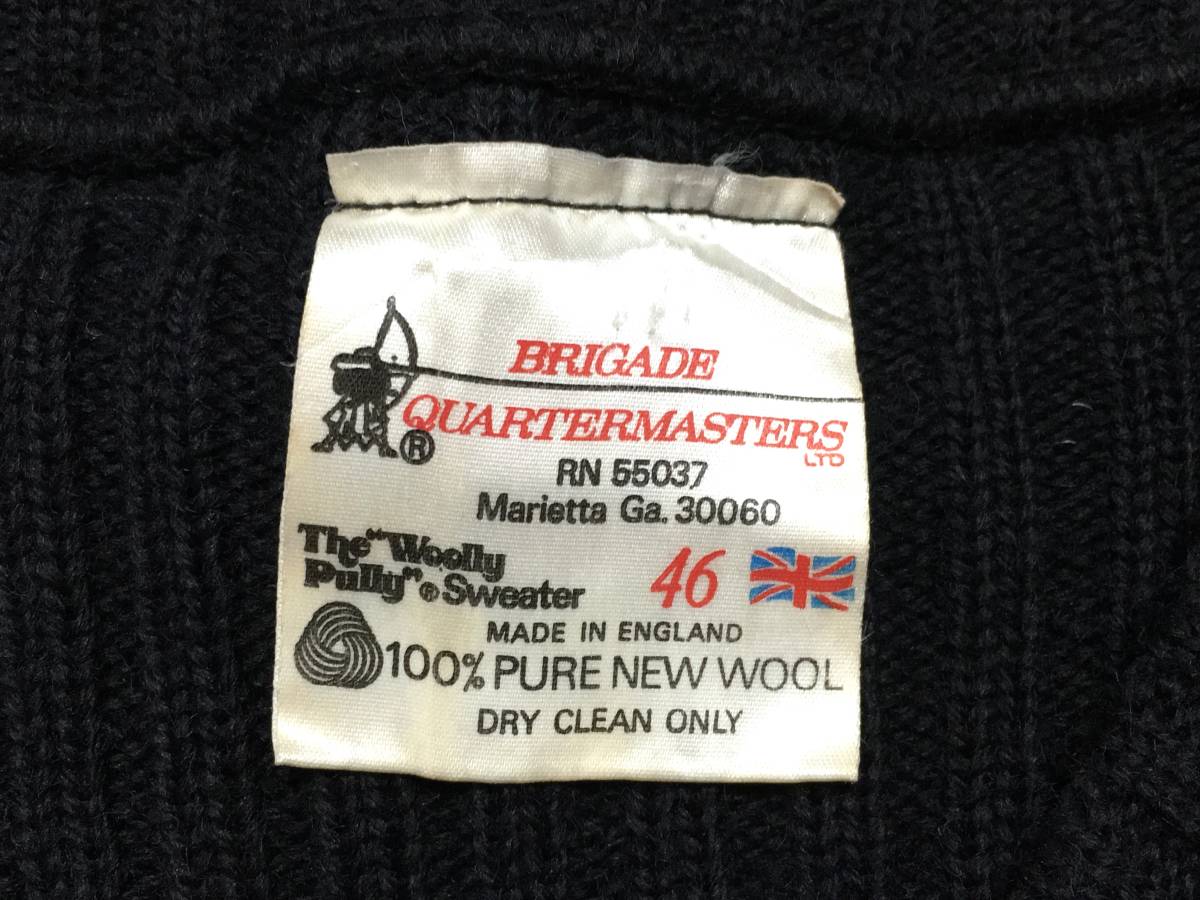 BRIGADE
QUARTERMASTERS
LTD
®
RN 55037
Marietta Ga. 30060
The "Woolly
Pully"® Sweater
46
MADE IN ENGLAND
100% PURE NEW WOOL
DRY CLEAN ONLY